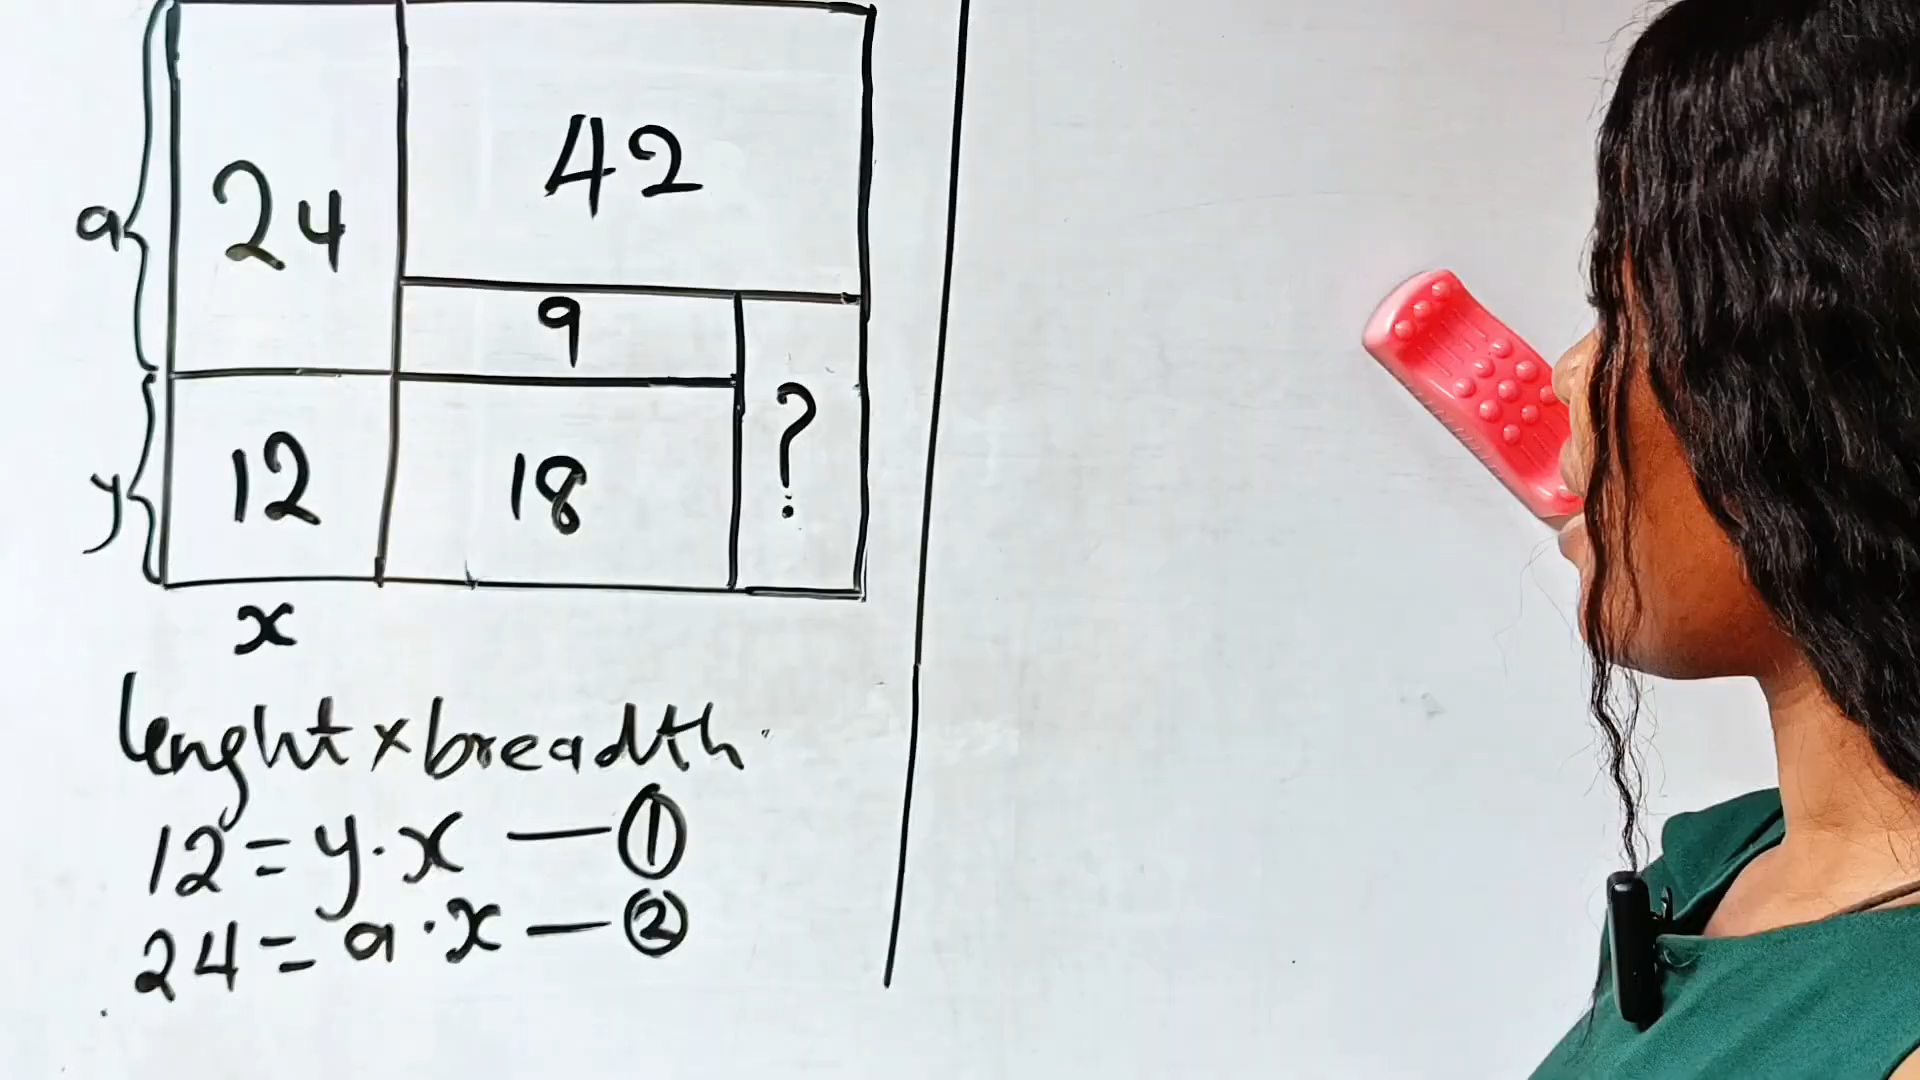 42
24
a
9
12
18
?
y
x
lenght x breadth
12 = y . x — ①
24 = a . x — ②